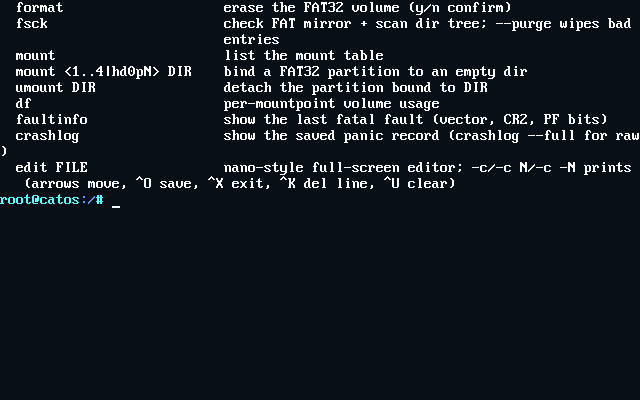 format                    erase the FAT32 volume (y/n confirm)
fsck                      check FAT mirror + scan dir tree; --purge wipes bad
entries
mount                     list the mount table
mount <1..4|hd0pN> DIR    bind a FAT32 partition to an empty dir
umount DIR                detach the partition bound to DIR
df                        per-mountpoint volume usage
faultinfo                 show the last fatal fault (vector, CR2, PF bits)
crashlog                  show the saved panic record (crashlog --full for raw
)
edit FILE                 nano-style full-screen editor; -c/-c N/-c -N prints
(arrows move, ^O save, ^X exit, ^K del line, ^U clear)
root@catos:/# _